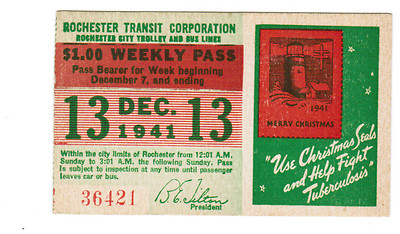 ROCHESTER TRANSIT CORPORATION
ROCHESTER CITY TROLLEY AND BUS LINES
$1.00 WEEKLY PASS
Pass Bearer for Week beginning
December 7, and ending
13 DEC. 13
1941
Within the city limits of Rochester from 12:01 A.M.
Sunday to 3:01 A.M. following Sunday. Pass
is subject to inspection at any time until passenger
leaves car or bus.
36421
B.E. Tilton
President
1941
MERRY CHRISTMAS
"Use Christmas Seals
and Help Fight
Tuberculosis"